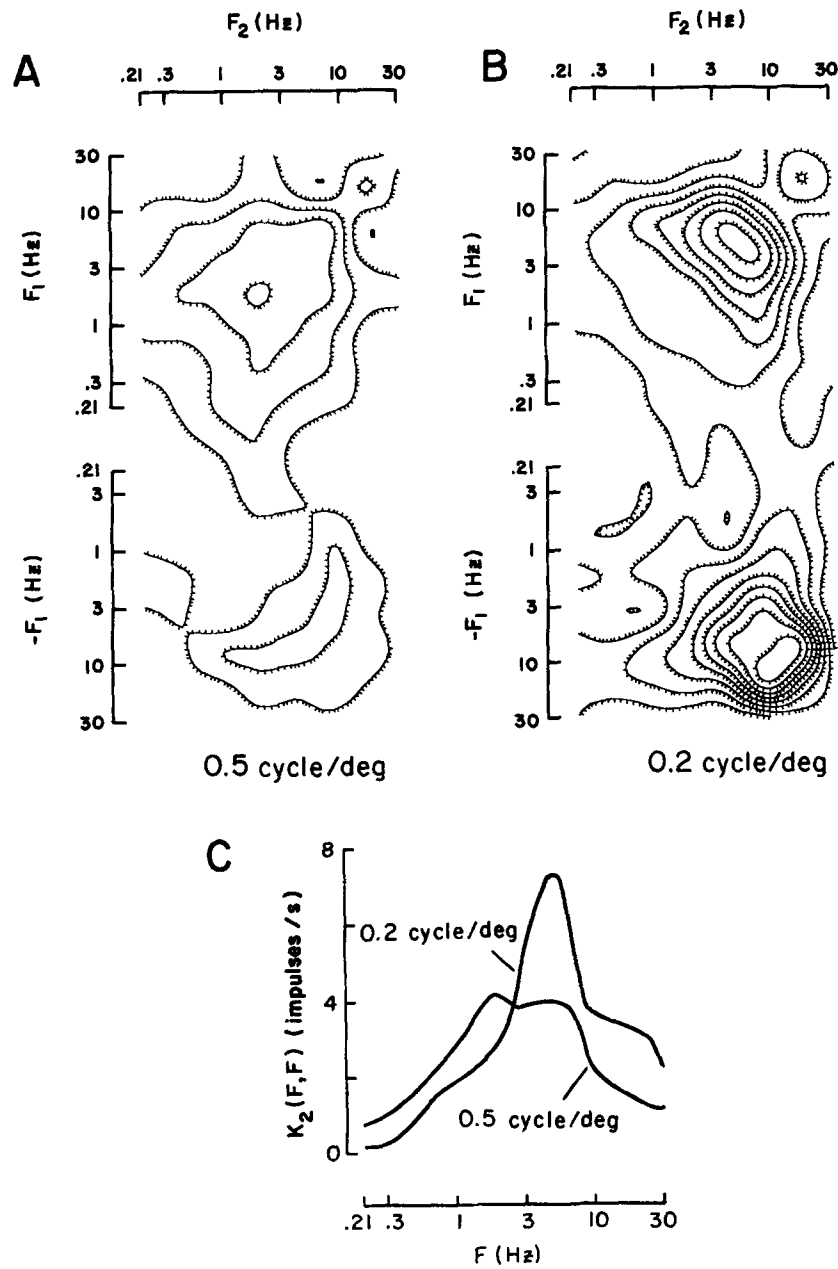 F₂ (Hz)
F₂ (Hz)
A
.21 .3 1 3 10 30
B
.21 .3 1 3 10 30
30
10
3
1
.3
.21
F₁ (Hz)
.21
3
1
3
10
30
-F₁ (Hz)
30
10
3
1
.3
.21
F₁ (Hz)
.21
3
1
3
10
30
-F₁ (Hz)
0.5 cycle/deg
0.2 cycle/deg
C
8
4
0
K₂ (F,F) (impulses/s)
0.2 cycle/deg
0.5 cycle/deg
.21 .3 1 3 10 30
F (Hz)